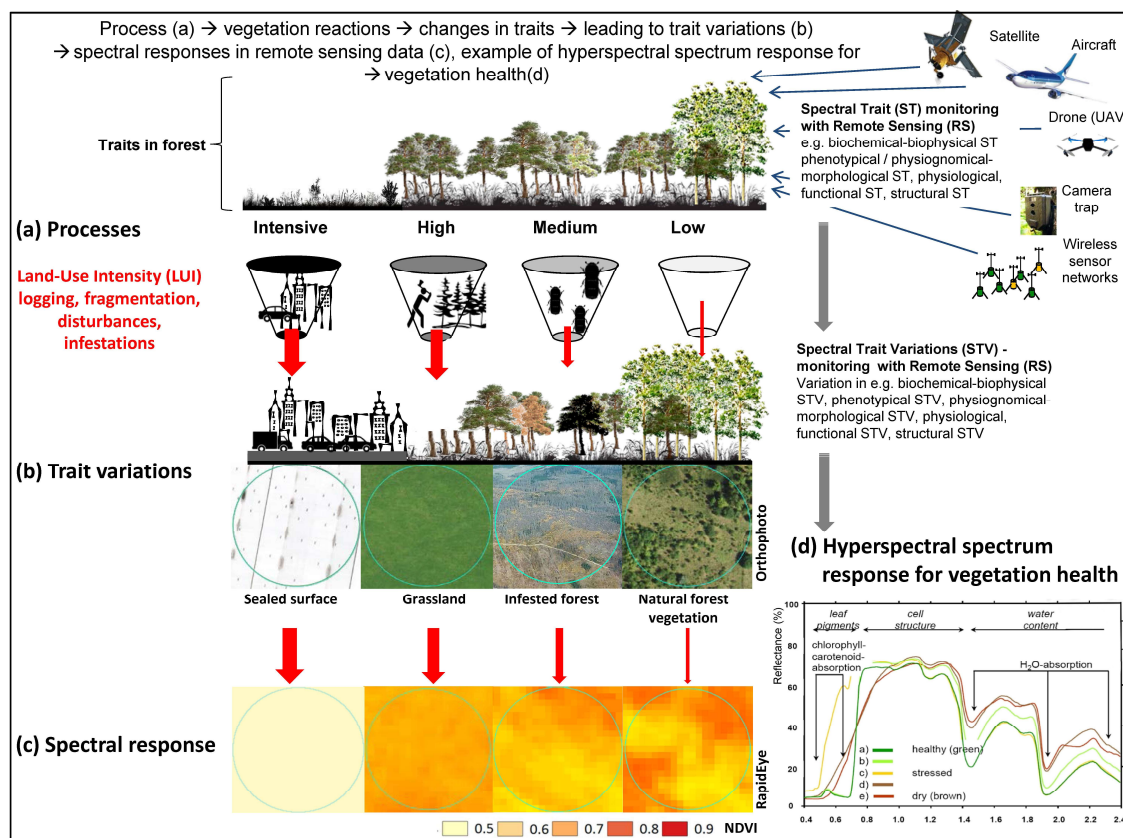 Process (a) → vegetation reactions → changes in traits → leading to trait variations (b)
→ spectral responses in remote sensing data (c), example of hyperspectral spectrum response for
→ vegetation health(d)
Satellite
Aircraft
Drone (UAV
Camera
trap
Wireless
sensor
networks
Traits in forest
Spectral Trait (ST) monitoring
with Remote Sensing (RS)
e.g. biochemical-biophysical ST
phenotypical / physiognomical-
morphological ST, physiological,
functional ST, structural ST
(a) Processes
Intensive
High
Medium
Low
Land-Use Intensity (LUI)
logging, fragmentation,
disturbances,
infestations
Spectral Trait Variations (STV) -
monitoring with Remote Sensing (RS)
Variation in e.g. biochemical-biophysical
STV, phenotypical STV, physiognomical
morphological STV, physiological,
functional STV, structural STV
(b) Trait variations
Orthophoto
Sealed surface
Grassland
Infested forest
Natural forest
vegetation
(c) Spectral response
RapidEye
0.5
0.6
0.7
0.8
0.9
NDVI
(d) Hyperspectral spectrum
response for vegetation health
Reflectance (%)
100
80
60
40
20
0
leaf
pigments
cell
structure
water
content
chlorophyll-
carotenoid-
absorption
H₂O-absorption
a) healthy (green)
b)
c) stressed
d)
e) dry (brown)
0.4
0.6
0.8
1.0
1.2
1.4
1.6
1.8
2.0
2.2
2.4